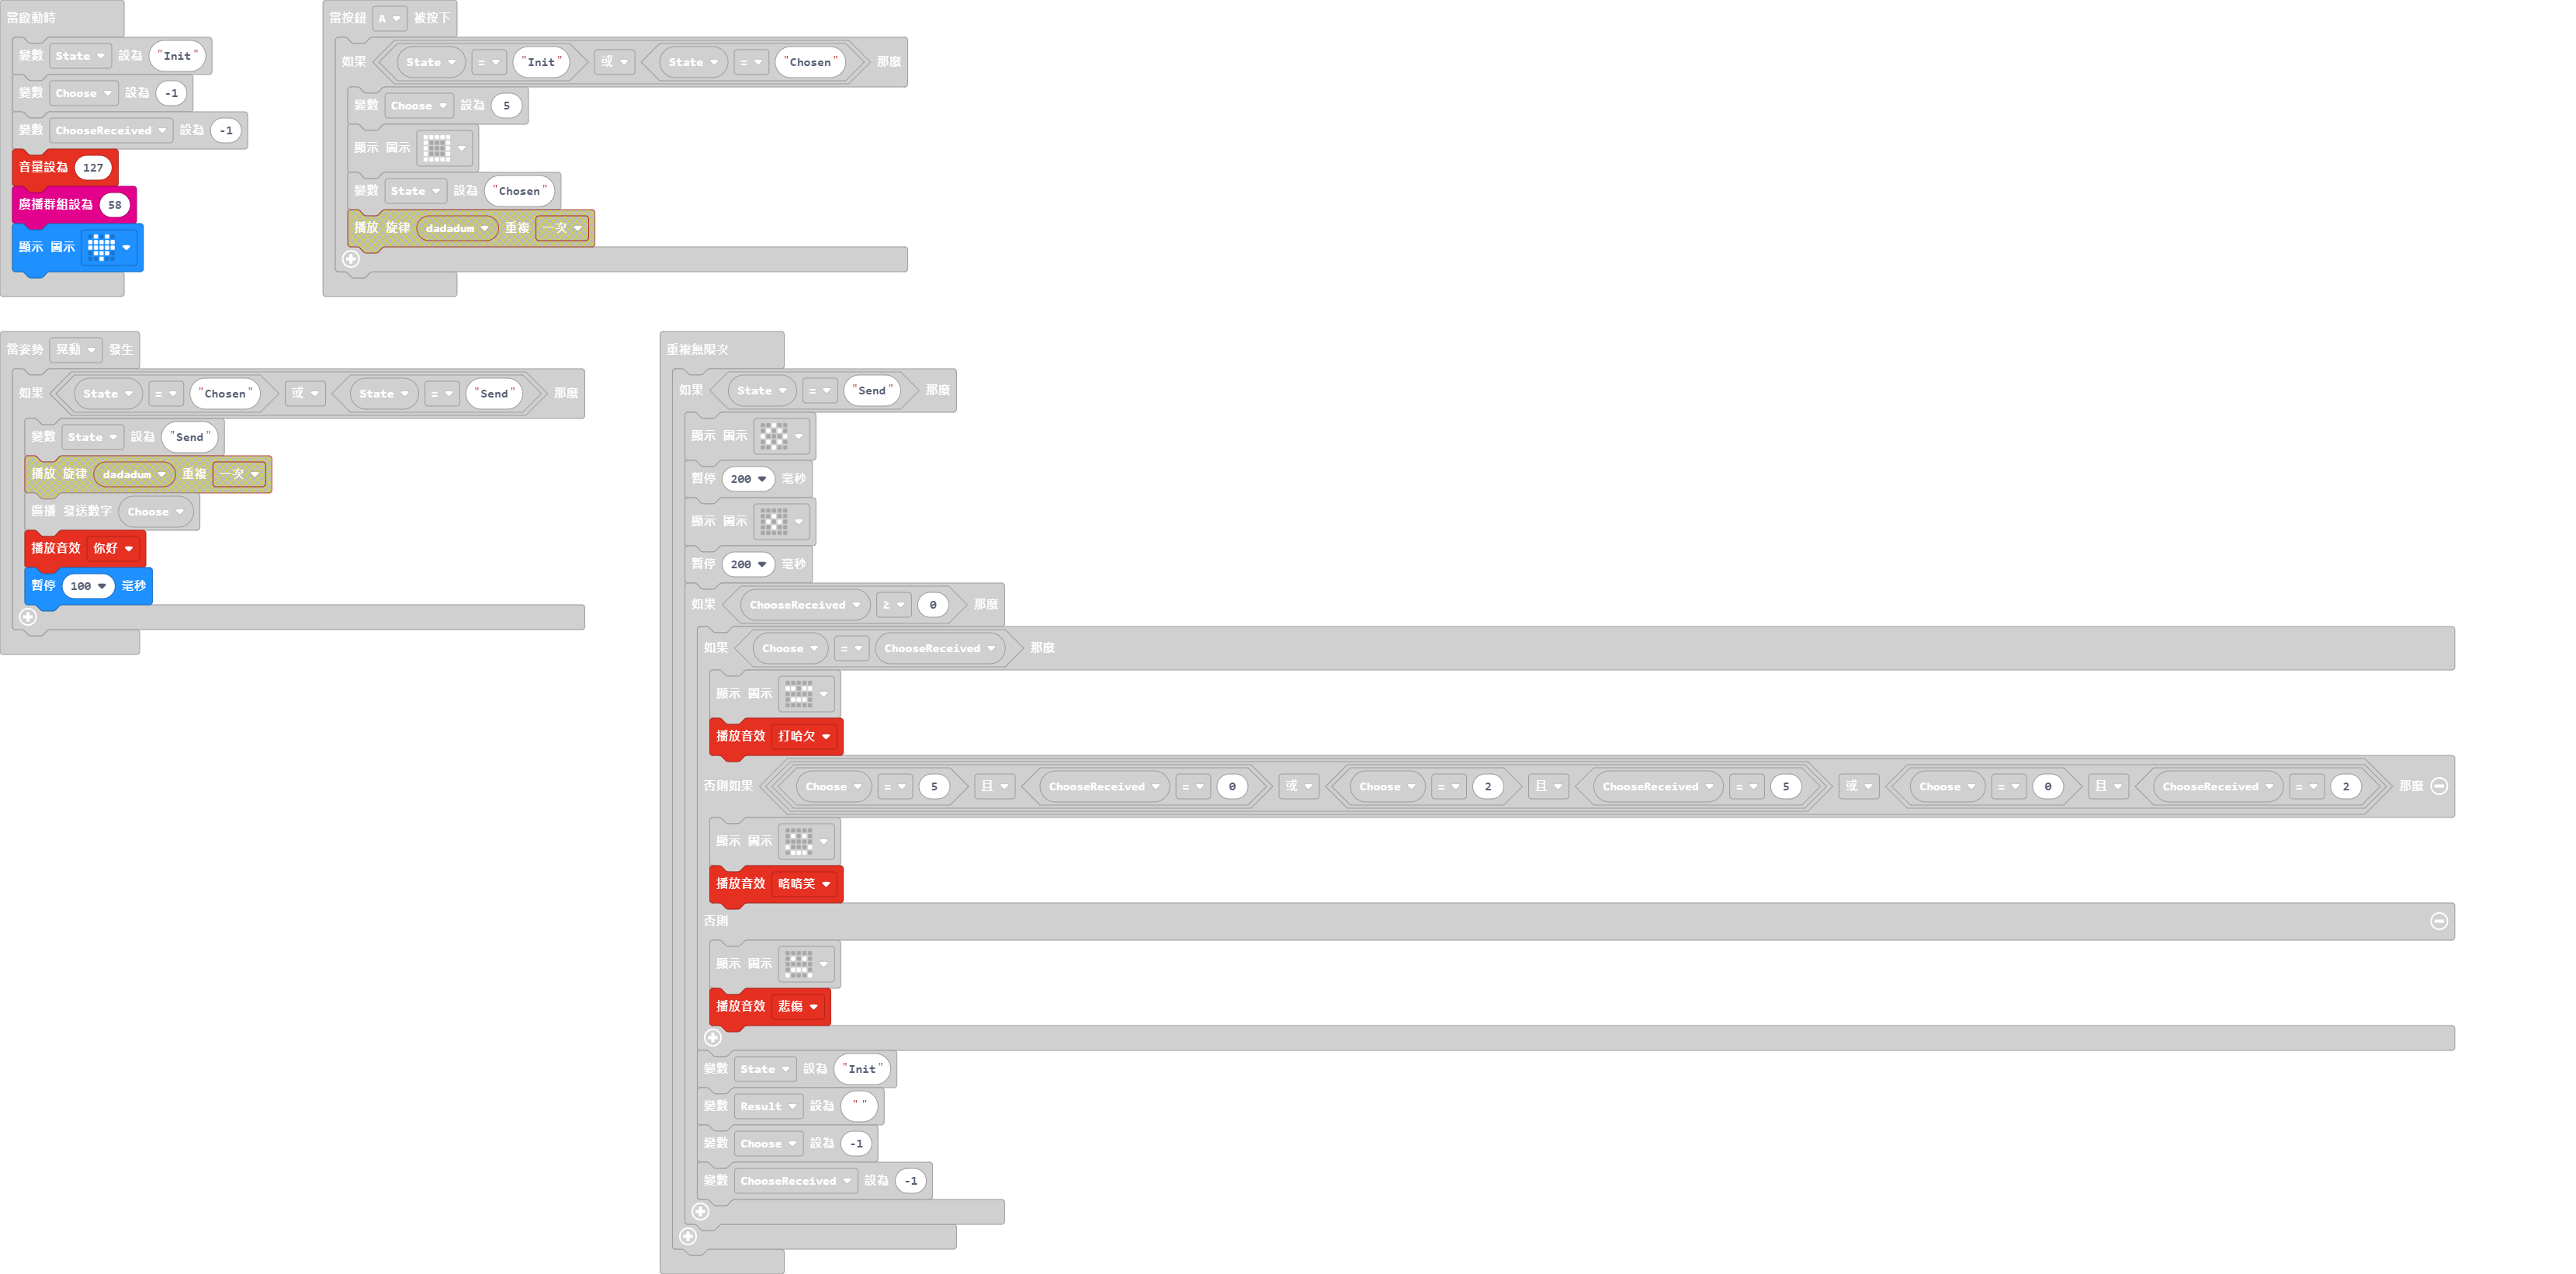 當啟動時
變數 State 設為 "Init"
變數 Choose 設為 -1
變數 ChooseReceived 設為 -1
音量設為 127
廣播群組設為 58
顯示 圖示
當按鈕 A 被按下
如果 State = "Init" 或 State = "Chosen" 那麼
變數 Choose 設為 5
顯示 圖示
變數 State 設為 "Chosen"
播放 旋律 dadadum 重複 一次
當姿勢 晃動 發生
如果 State = "Chosen" 或 State = "Send" 那麼
變數 State 設為 "Send"
播放 旋律 dadadum 重複 一次
廣播 發送數字 Choose
播放音效 你好
暫停 100 毫秒
重複無限次
如果 State = "Send" 那麼
顯示 圖示
暫停 200 毫秒
顯示 圖示
暫停 200 毫秒
如果 ChooseReceived ≥ 0 那麼
如果 Choose = ChooseReceived 那麼
顯示 圖示
播放音效 打哈欠
否則如果 Choose = 5 且 ChooseReceived = 0 或 Choose = 2 且 ChooseReceived = 5 或 Choose = 0 且 ChooseReceived = 2 那麼
顯示 圖示
播放音效 咯咯笑
否則
顯示 圖示
播放音效 悲傷
變數 State 設為 "Init"
變數 Result 設為 " "
變數 Choose 設為 -1
變數 ChooseReceived 設為 -1